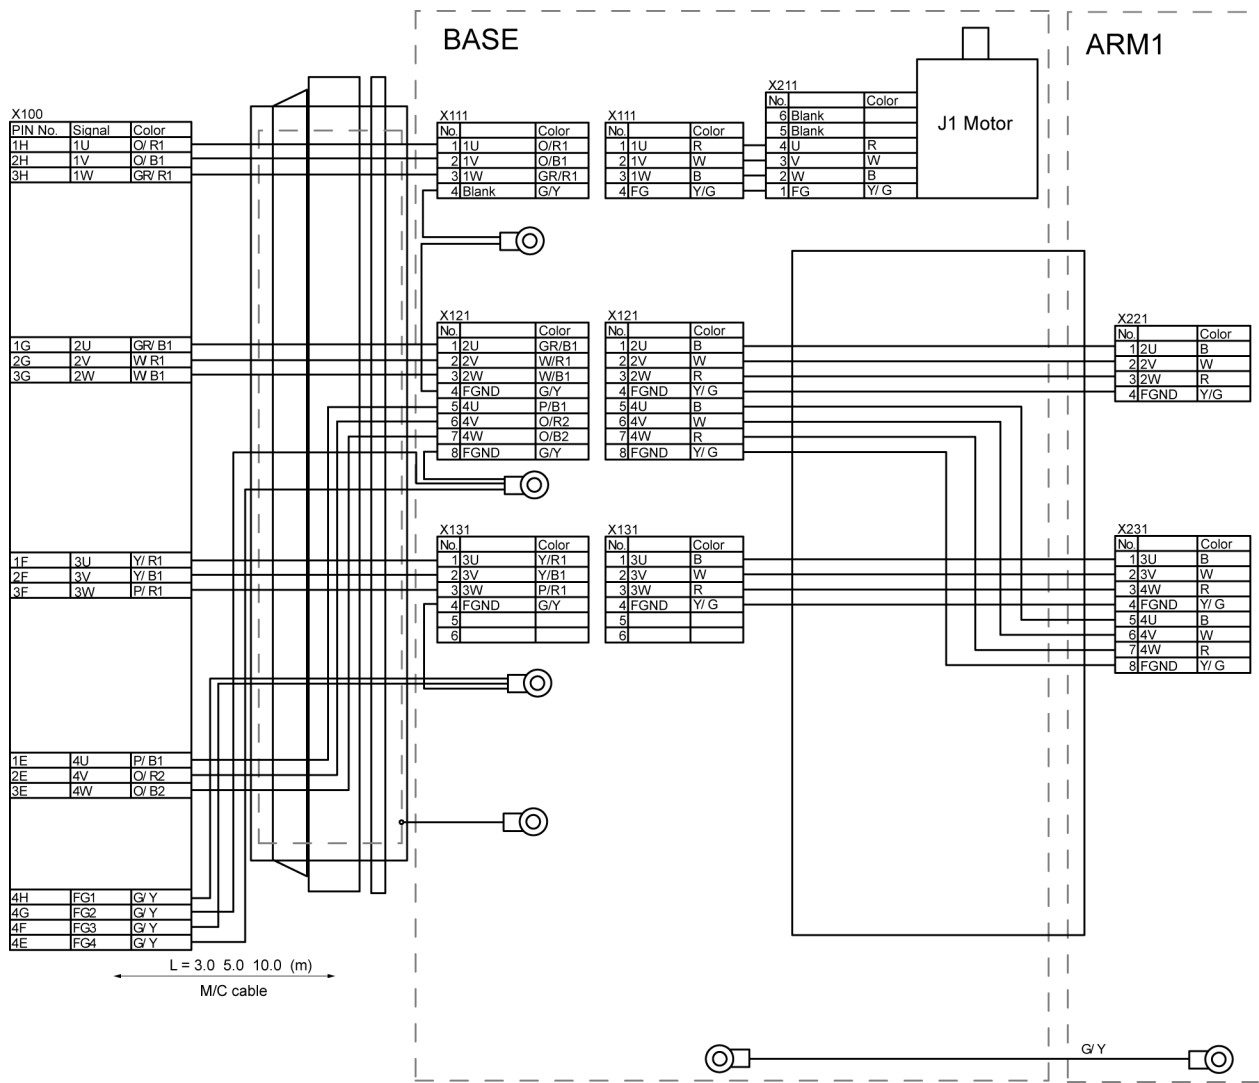 BASE
ARM1
X100
PIN No. Signal Color
1H 1U O/ R1
2H 1V O/ B1
3H 1W GR/ R1
1G 2U GR/ B1
2G 2V W/ R1
3G 2W W/ B1
1F 3U Y/ R1
2F 3V Y/ B1
3F 3W P/ R1
1E 4U P/ B1
2E 4V O/ R2
3E 4W O/ B2
4H FG1 G/ Y
4G FG2 G/ Y
4F FG3 G/ Y
4E FG4 G/ Y
L = 3.0 5.0 10.0 (m)
M/C cable
X111
No. Color
1 1U O/R1
2 1V O/B1
3 1W GR/R1
4 Blank G/Y
X111
No. Color
1 1U R
2 1V W
3 1W B
4 FG Y/G
X211
No. Color
6 Blank
5 Blank
4 U R
3 V W
2 W B
1 FG Y/ G
J1 Motor
X121
No. Color
1 2U GR/B1
2 2V W/R1
3 2W W/B1
4 FGND G/Y
5 4U P/B1
6 4V O/R2
7 4W O/B2
8 FGND G/Y
X121
No. Color
1 2U B
2 2V W
3 2W R
4 FGND Y/ G
5 4U B
6 4V W
7 4W R
8 FGND Y/ G
X221
No. Color
1 2U B
2 2V W
3 2W R
4 FGND Y/G
X131
No. Color
1 3U Y/R1
2 3V Y/B1
3 3W P/R1
4 FGND G/Y
5
6
X131
No. Color
1 3U B
2 3V W
3 3W R
4 FGND Y/ G
5
6
X231
No. Color
1 3U B
2 3V W
3 4W R
4 FGND Y/ G
5 4U B
6 4V W
7 4W R
8 FGND Y/ G
G/ Y